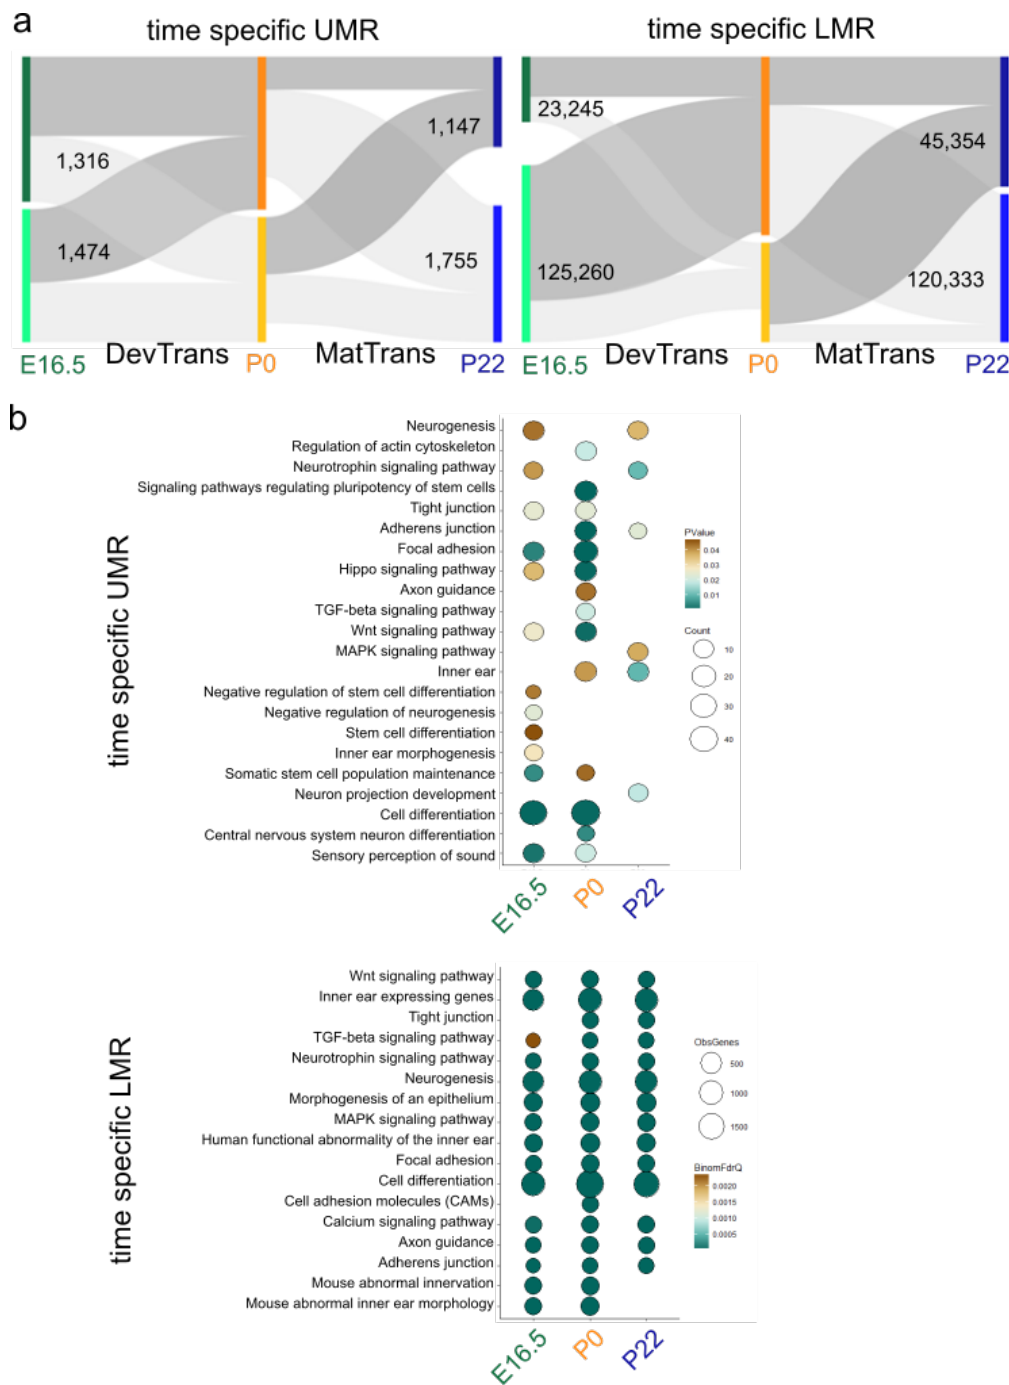 a
time specific UMR
time specific LMR
1,316
1,474
1,147
1,755
23,245
125,260
45,354
120,333
E16.5 DevTrans P0 MatTrans P22
E16.5 DevTrans P0 MatTrans P22
b
time specific UMR
Neurogenesis
Regulation of actin cytoskeleton
Neurotrophin signaling pathway
Signaling pathways regulating pluripotency of stem cells
Tight junction
Adherens junction
Focal adhesion
Hippo signaling pathway
Axon guidance
TGF-beta signaling pathway
Wnt signaling pathway
MAPK signaling pathway
Inner ear
Negative regulation of stem cell differentiation
Negative regulation of neurogenesis
Stem cell differentiation
Inner ear morphogenesis
Somatic stem cell population maintenance
Neuron projection development
Cell differentiation
Central nervous system neuron differentiation
Sensory perception of sound
E16.5 P0 P22
PValue
0.04
0.03
0.02
0.01
Count
10
20
30
40
time specific LMR
Wnt signaling pathway
Inner ear expressing genes
Tight junction
TGF-beta signaling pathway
Neurotrophin signaling pathway
Neurogenesis
Morphogenesis of an epithelium
MAPK signaling pathway
Human functional abnormality of the inner ear
Focal adhesion
Cell differentiation
Cell adhesion molecules (CAMs)
Calcium signaling pathway
Axon guidance
Adherens junction
Mouse abnormal innervation
Mouse abnormal inner ear morphology
E16.5 P0 P22
ObsGenes
500
1000
1500
BinomFdrQ
0.0020
0.0015
0.0010
0.0005